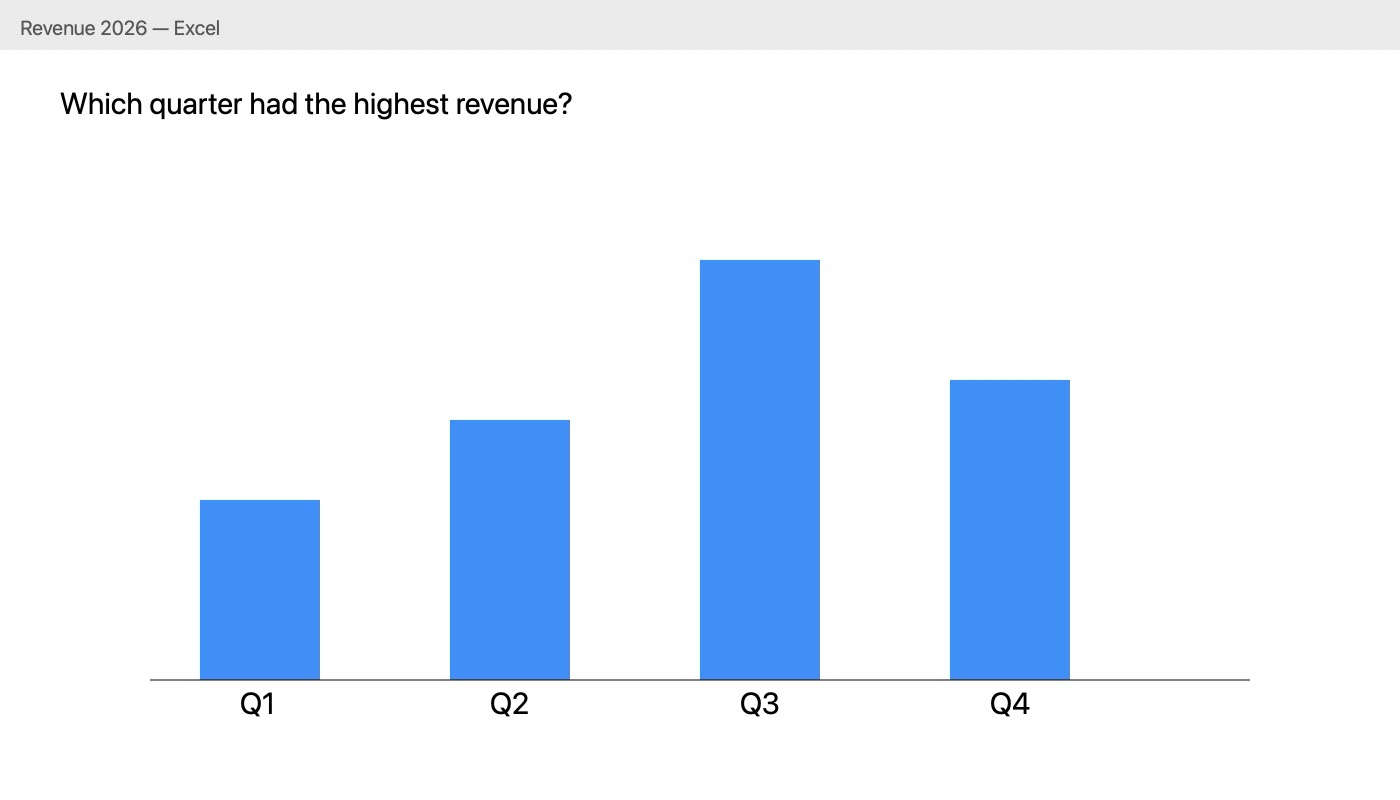 Revenue 2026 — Excel
Which quarter had the highest revenue?
Q1 Q2 Q3 Q4